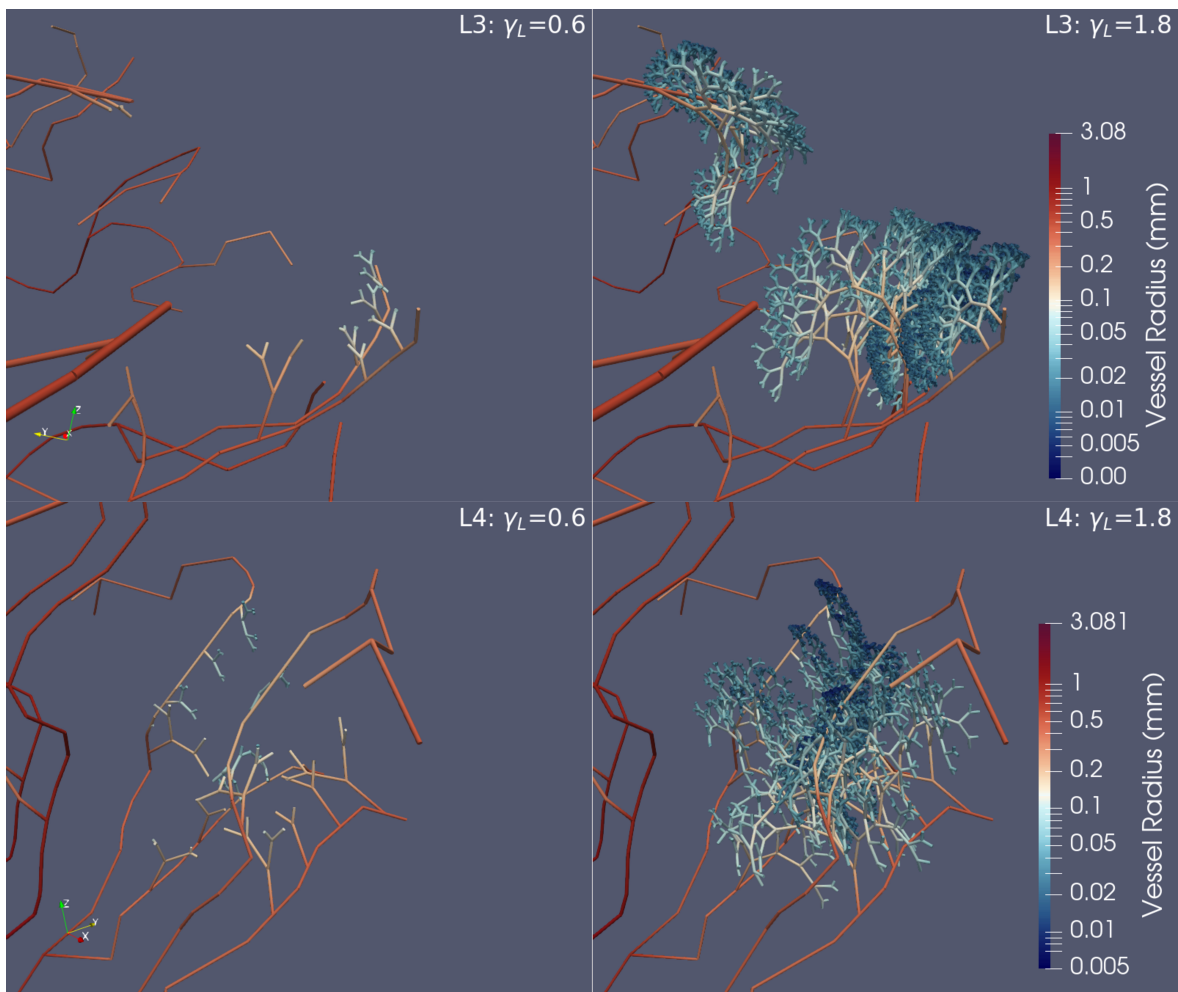 L3: γL=0.6
L3: γL=1.8
3.08
1
0.5
0.2
0.1
0.05
0.02
0.01
0.005
0.00
Vessel Radius (mm)
Z
Y
X
L4: γL=0.6
L4: γL=1.8
3.081
1
0.5
0.2
0.1
0.05
0.02
0.01
0.005
Vessel Radius (mm)
Z
Y
X